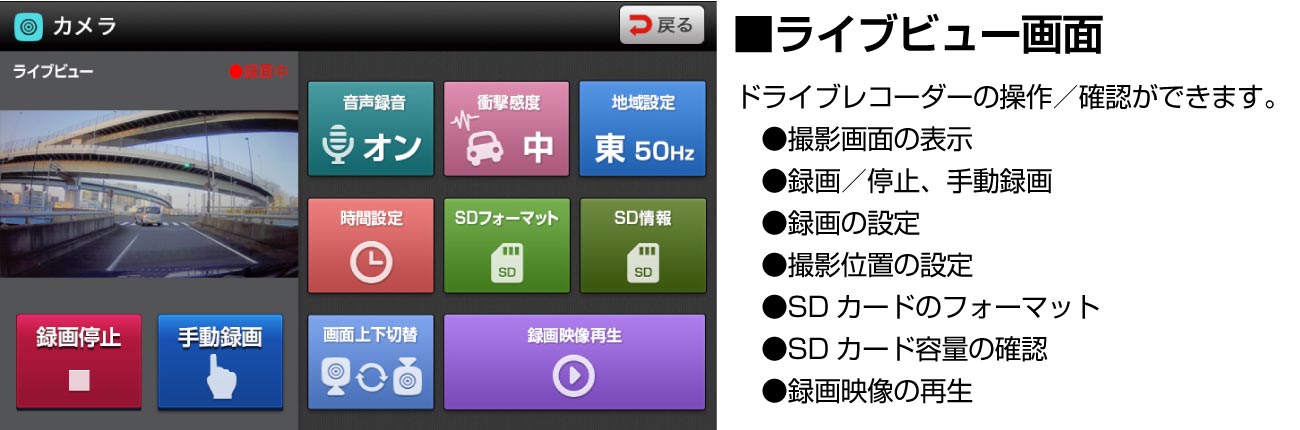 カメラ
戻る
ライブビュー
●録画中
音声録音
オン
衝撃感度
中
地域設定
東 50Hz
時間設定
SDフォーマット
SD
SD情報
SD
録画停止
手動録画
画面上下切替
録画映像再生
■ライブビュー画面
ドライブレコーダーの操作／確認ができます。
●撮影画面の表示
●録画／停止、手動録画
●録画の設定
●撮影位置の設定
●SD カードのフォーマット
●SD カード容量の確認
●録画映像の再生